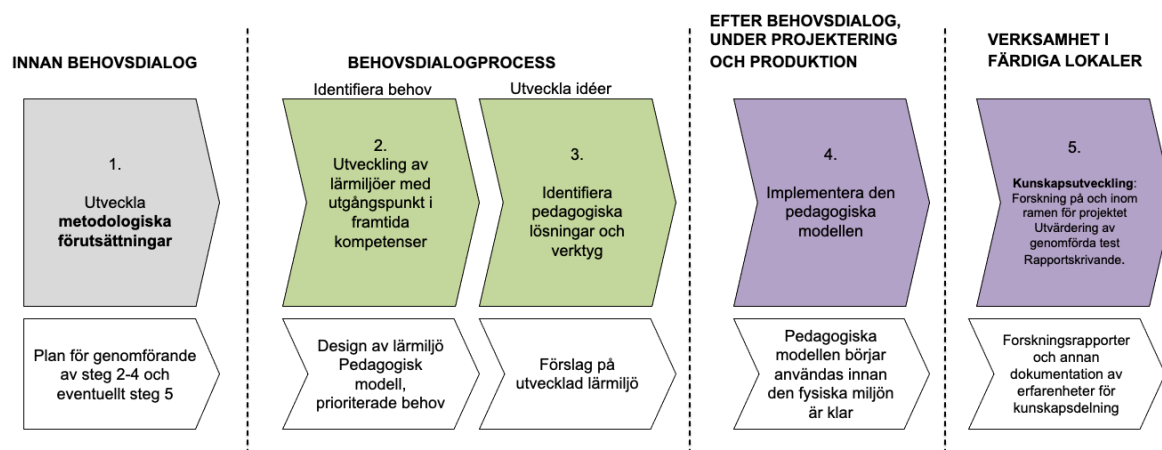 INNAN BEHOVSDIALOG
BEHOVSDIALOGPROCESS
EFTER BEHOVSDIALOG,
UNDER PROJEKTERING
OCH PRODUKTION
VERKSAMHET I
FÄRDIGA LOKALER
Identifiera behov
Utveckla idéer
1.
Utveckla
metodologiska
förutsättningar
2.
Utveckling av
lärmiljöer med
utgångspunkt i
framtida
kompetenser
3.
Identifiera
pedagogiska
lösningar och
verktyg
4.
Implementera den
pedagogiska
modellen
5.
Kunskapsutveckling:
Forskning på och inom
ramen för projektet
Utvärdering av
genomförda test
Rapportskrivande.
Plan för genomförande
av steg 2-4 och
eventuellt steg 5
Design av lärmiljö
Pedagogisk
modell,
prioriterade behov
Förslag på
utvecklad lärmiljö
Pedagogiska
modellen börjar
användas innan
den fysiska miljön
är klar
Forskningsrapporter
och annan
dokumentation av
erfarenheter för
kunskapsdelning